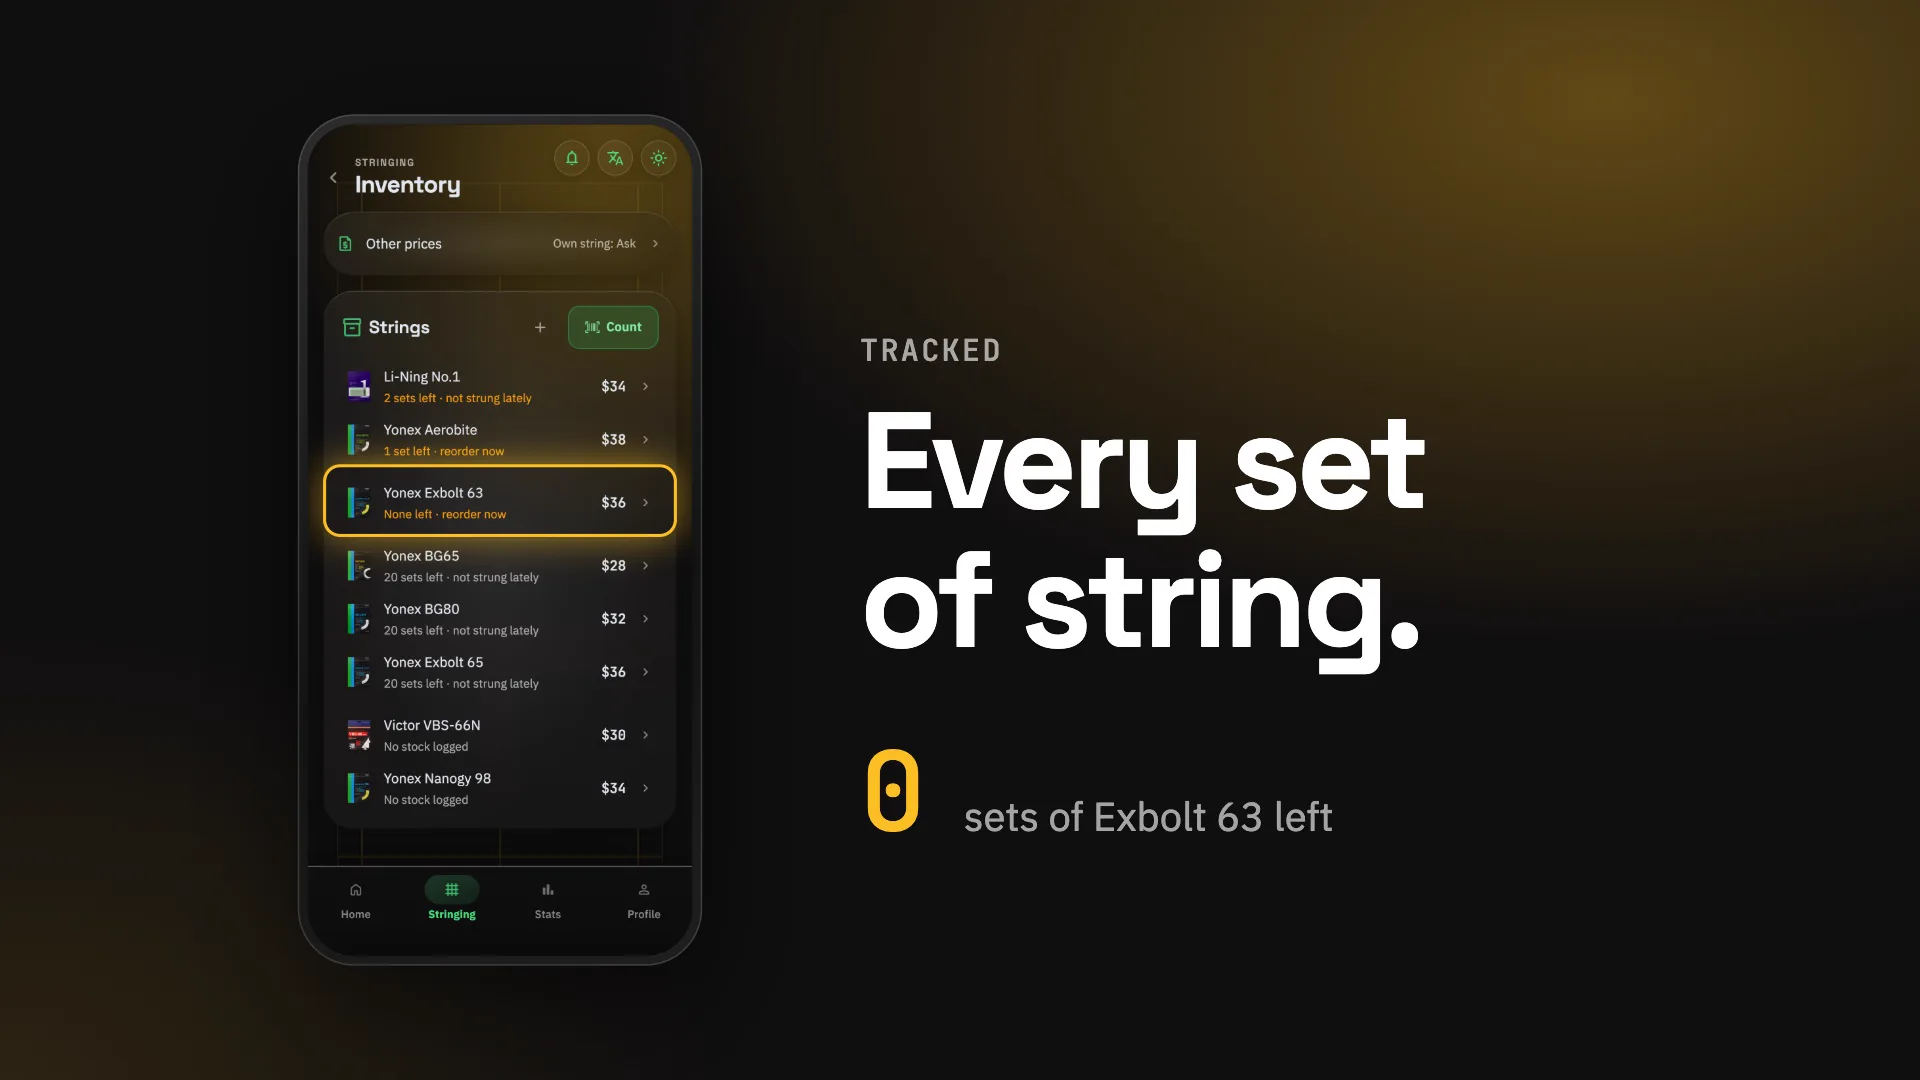 STRINGING
Inventory
Other prices
Own string: Ask
Strings
+
Count
Li-Ning No.1
2 sets left · not strung lately
$34
Yonex Aerobite
1 set left · reorder now
$38
Yonex Exbolt 63
None left · reorder now
$36
Yonex BG65
20 sets left · not strung lately
$28
Yonex BG80
20 sets left · not strung lately
$32
Yonex Exbolt 65
20 sets left · not strung lately
$36
Victor VBS-66N
No stock logged
$30
Yonex Nanogy 98
No stock logged
$34
Home
Stringing
Stats
Profile
TRACKED
Every set
of string.
0 sets of Exbolt 63 left